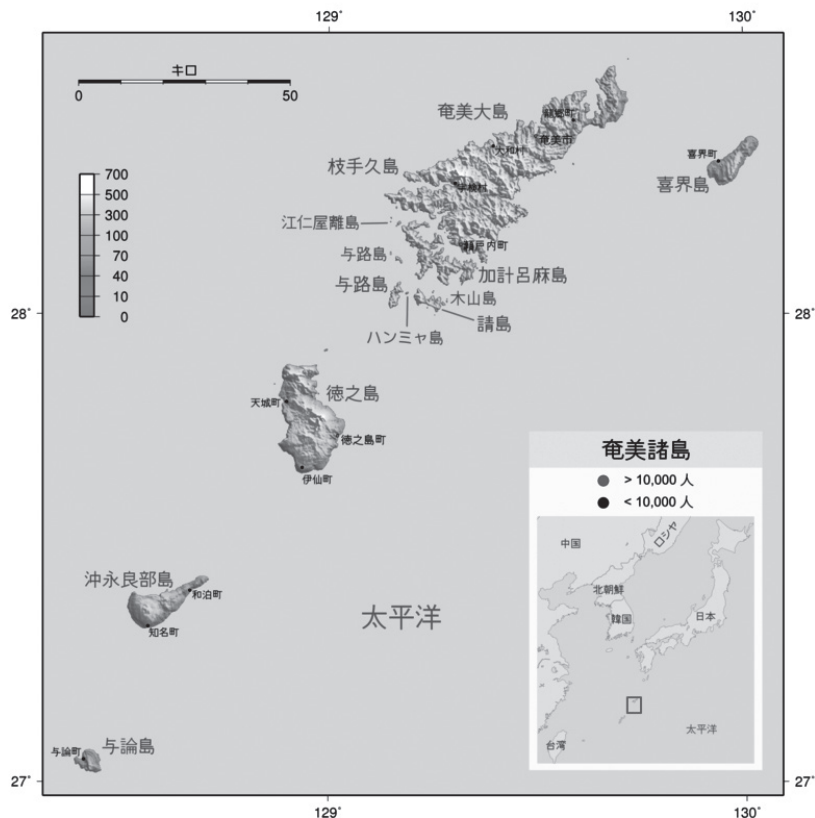 129° 130°
キロ
0 50
奄美大島
龍郷町
奄美市
大和村
枝手久島
宇検村
喜界町
喜界島
700
500
300
100
70
40
10
0
江仁屋離島
瀬戸内町
与路島
加計呂麻島
与路島
木山島
請島
ハンミャ島
28° 28°
徳之島
天城町
徳之島町
伊仙町
奄美諸島
> 10,000 人
< 10,000 人
中国
ロシヤ
北朝鮮
韓国
日本
太平洋
台湾
沖永良部島
和泊町
知名町
太平洋
与論町
与論島
27° 27°
129° 130°